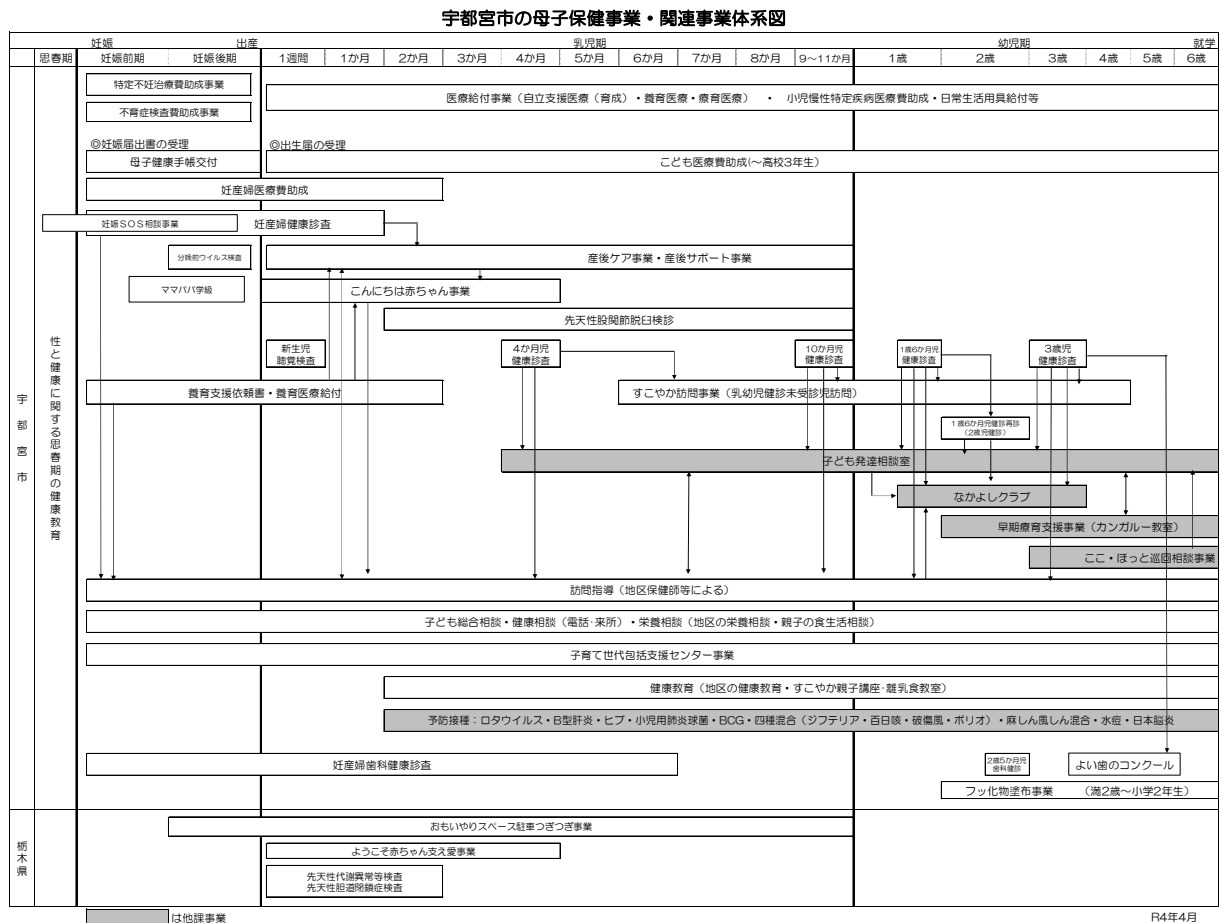 宇都宮市の母子保健事業・関連事業体系図
妊娠
出産
乳児期
幼児期
就学
思春期
妊娠前期
妊娠後期
1週間
1か月
2か月
3か月
4か月
5か月
6か月
7か月
8か月
9～11か月
1歳
2歳
3歳
4歳
5歳
6歳
宇都宮市
性と健康に関する思春期の健康教育
特定不妊治療費助成事業
不育症検査費助成事業
医療給付事業（自立支援医療（育成）・養育医療・療育医療）　・　小児慢性特定疾病医療費助成・日常生活用具給付等
◎妊娠届出書の受理
◎出生届の受理
母子健康手帳交付
こども医療費助成(～高校3年生)
妊産婦医療費助成
妊娠SOS相談事業
妊産婦健康診査
分娩前ウイルス検査
産後ケア事業・産後サポート事業
ママパパ学級
こんにちは赤ちゃん事業
先天性股関節脱臼検診
新生児
聴覚検査
4か月児
健康診査
10か月児
健康診査
1歳6か月児
健康診査
3歳児
健康診査
養育支援依頼書・養育医療給付
すこやか訪問事業（乳幼児健診未受診児訪問）
1歳6か月児健診再診
（2歳児健診）
子ども発達相談室
なかよしクラブ
早期療育支援事業（カンガルー教室）
ここ・ほっと巡回相談事業
訪問指導（地区保健師等による）
子ども総合相談・健康相談（電話・来所）・栄養相談（地区の栄養相談・親子の食生活相談）
子育て世代包括支援センター事業
健康教育（地区の健康教育・すこやか親子講座・離乳食教室）
予防接種：ロタウイルス・B型肝炎・ヒブ・小児用肺炎球菌・BCG・四種混合（ジフテリア・百日咳・破傷風・ポリオ）・麻しん風しん混合・水痘・日本脳炎
妊産婦歯科健康診査
2歳5か月児
歯科健診
よい歯のコンクール
フッ化物塗布事業　　（満2歳～小学2年生）
栃木県
おもいやりスペース駐車つぎつぎ事業
ようこそ赤ちゃん支え愛事業
先天性代謝異常等検査
先天性胆道閉鎖症検査
は他課事業
R4年4月